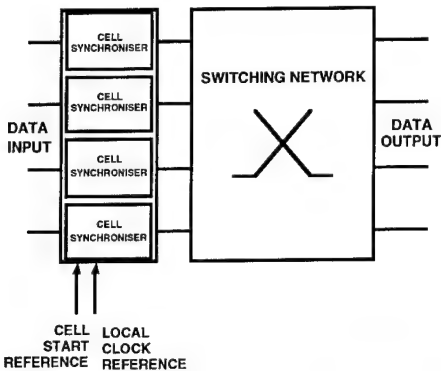 CELL
SYNCHRONISER
CELL
SYNCHRONISER
CELL
SYNCHRONISER
CELL
SYNCHRONISER
SWITCHING NETWORK
DATA
INPUT
DATA
OUTPUT
CELL
START
REFERENCE
LOCAL
CLOCK
REFERENCE